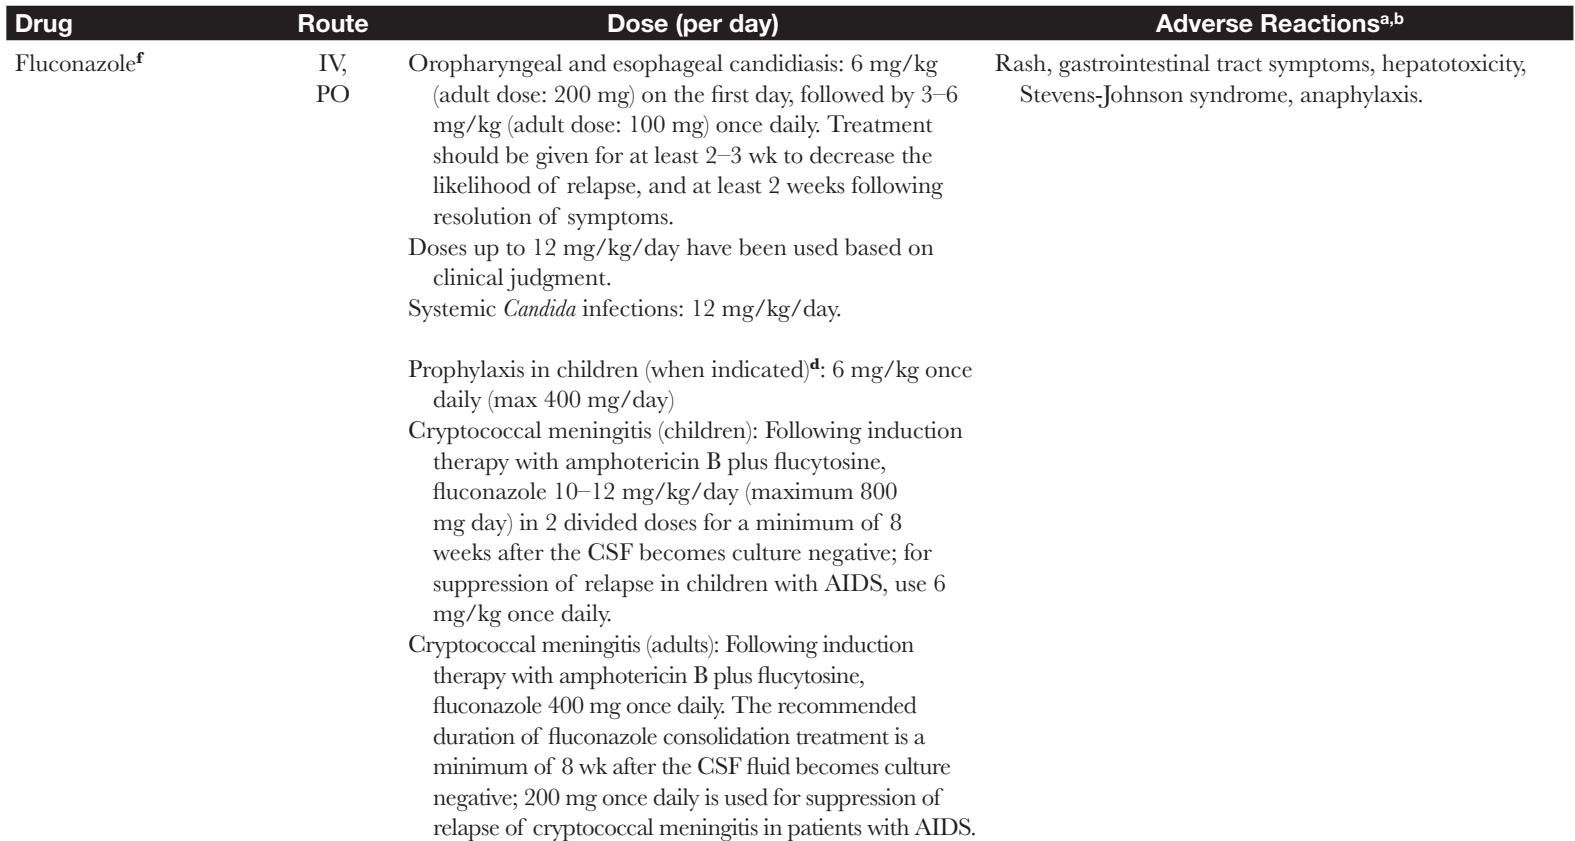 Drug Route Dose (per day) Adverse Reactionsa,b
Fluconazolef IV, Oropharyngeal and esophageal candidiasis: 6 mg/kg Rash, gastrointestinal tract symptoms, hepatotoxicity,
PO (adult dose: 200 mg) on the first day, followed by 3–6 Stevens-Johnson syndrome, anaphylaxis.
mg/kg (adult dose: 100 mg) once daily. Treatment
should be given for at least 2–3 wk to decrease the
likelihood of relapse, and at least 2 weeks following
resolution of symptoms.
Doses up to 12 mg/kg/day have been used based on
clinical judgment.
Systemic Candida infections: 12 mg/kg/day.
Prophylaxis in children (when indicated)d: 6 mg/kg once
daily (max 400 mg/day)
Cryptococcal meningitis (children): Following induction
therapy with amphotericin B plus flucytosine,
fluconazole 10–12 mg/kg/day (maximum 800
mg day) in 2 divided doses for a minimum of 8
weeks after the CSF becomes culture negative; for
suppression of relapse in children with AIDS, use 6
mg/kg once daily.
Cryptococcal meningitis (adults): Following induction
therapy with amphotericin B plus flucytosine,
fluconazole 400 mg once daily. The recommended
duration of fluconazole consolidation treatment is a
minimum of 8 wk after the CSF fluid becomes culture
negative; 200 mg once daily is used for suppression of
relapse of cryptococcal meningitis in patients with AIDS.